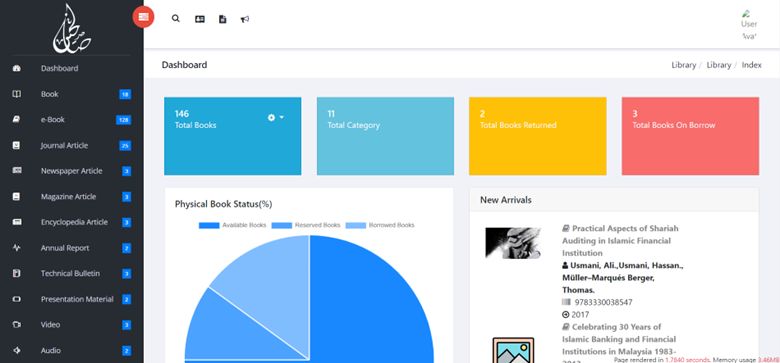 User
Dashboard
Book 18
e-Book 128
Journal Article 25
Newspaper Article 3
Magazine Article 3
Encyclopedia Article 3
Annual Report 2
Technical Bulletin 3
Presentation Material 2
Video 3
Audio 2
Dashboard
Library / Library / Index
146
Total Books
11
Total Category
2
Total Books Returned
3
Total Books On Borrow
Physical Book Status(%)
Available Books Reserved Books Borrowed Books
New Arrivals
Practical Aspects of Shariah
Auditing in Islamic Financial
Institution
Usmani, Ali.,Usmani, Hassan.,
Müller–Marqués Berger,
Thomas.
9783330038547
2017
Celebrating 30 Years of
Islamic Banking and Financial
Institutions in Malaysia 1983-
Page rendered in 1.7840 seconds. Memory usage 3.46MB